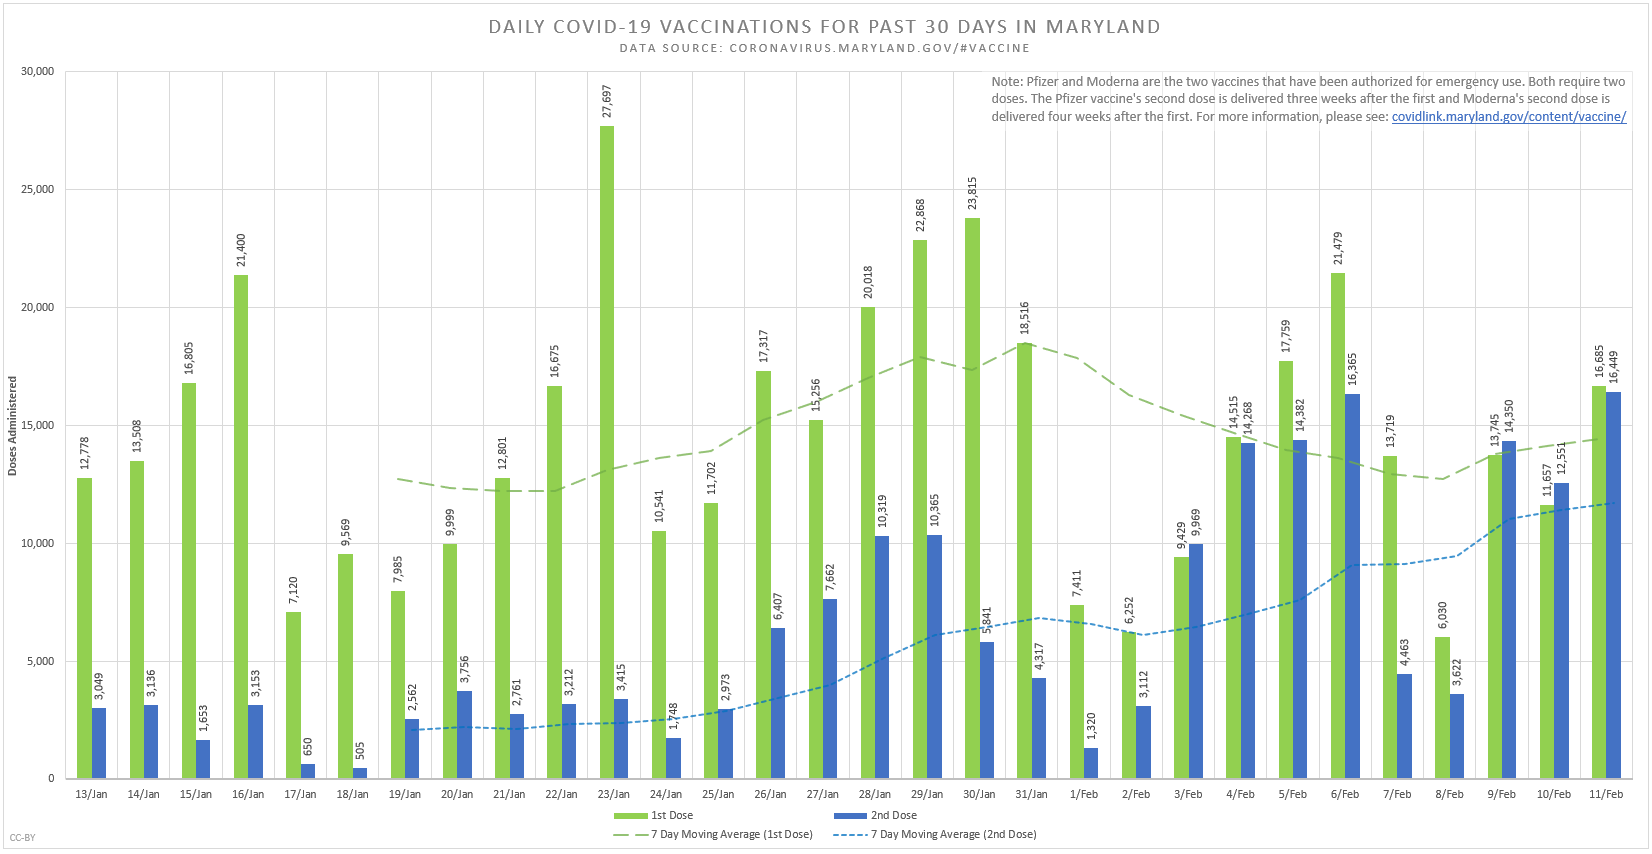 DAILY COVID-19 VACCINATIONS FOR PAST 30 DAYS IN MARYLAND
DATA SOURCE: CORONAVIRUS.MARYLAND.GOV/#VACCINE
Note: Pfizer and Moderna are the two vaccines that have been authorized for emergency use. Both require two
doses. The Pfizer vaccine's second dose is delivered three weeks after the first and Moderna's second dose is
delivered four weeks after the first. For more information, please see: covidlink.maryland.gov/content/vaccine/
Doses Administered
30,000
25,000
20,000
15,000
10,000
5,000
0
12,778
3,049
13,508
3,136
16,805
1,653
21,400
3,153
7,120
650
9,569
505
7,985
2,562
9,999
3,756
12,801
2,761
16,675
3,212
27,697
3,415
10,541
1,748
11,702
2,973
17,317
6,407
15,256
7,662
20,018
10,319
22,868
10,365
23,815
5,841
18,516
4,317
7,411
1,320
6,252
3,112
9,429
9,969
14,515
14,268
17,759
14,382
21,479
16,365
13,719
4,463
6,030
3,622
13,745
14,350
11,657
12,551
16,685
16,449
13/Jan
14/Jan
15/Jan
16/Jan
17/Jan
18/Jan
19/Jan
20/Jan
21/Jan
22/Jan
23/Jan
24/Jan
25/Jan
26/Jan
27/Jan
28/Jan
29/Jan
30/Jan
31/Jan
1/Feb
2/Feb
3/Feb
4/Feb
5/Feb
6/Feb
7/Feb
8/Feb
9/Feb
10/Feb
11/Feb
1st Dose
2nd Dose
7 Day Moving Average (1st Dose)
7 Day Moving Average (2nd Dose)
CC-BY